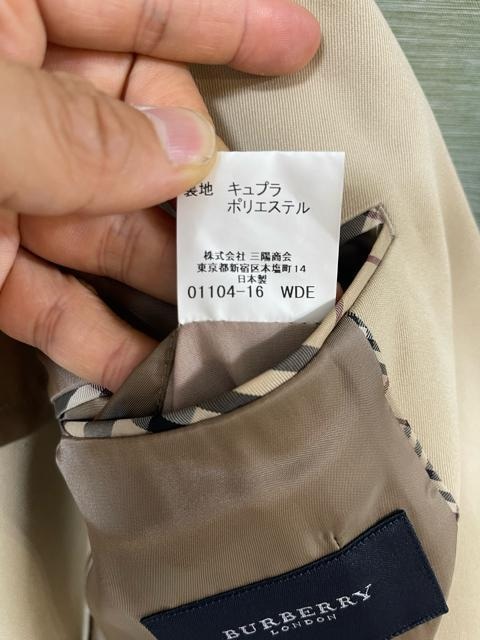 裏地 キュプラ
ポリエステル
株式会社 三陽商会
東京都新宿区本塩町14
日本製
01104-16 WDE
BURBERRY
LONDON